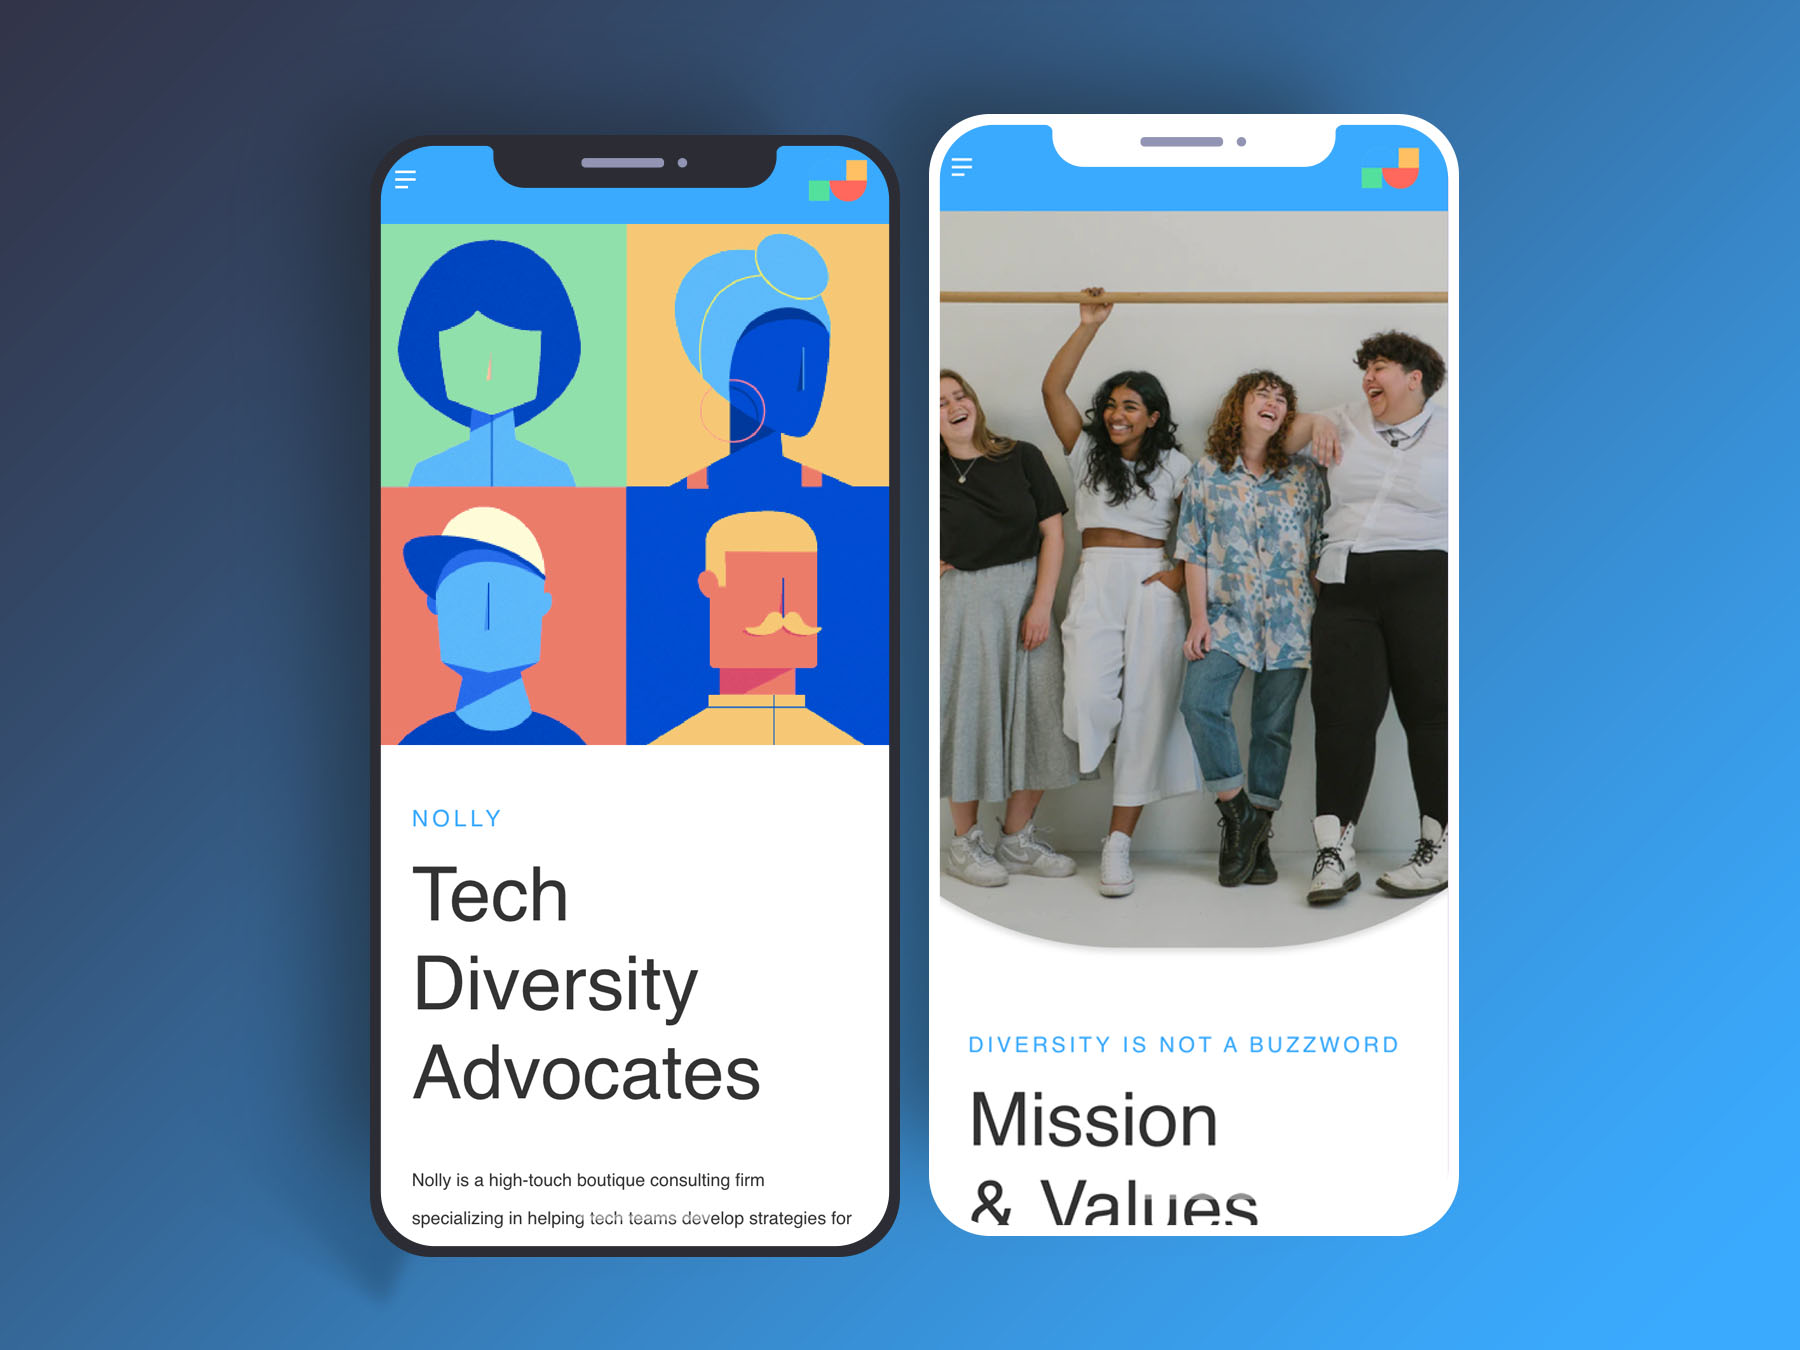 NOLLY
Tech
Diversity
Advocates
Nolly is a high-touch boutique consulting firm
specializing in helping tech teams develop strategies for
DIVERSITY IS NOT A BUZZWORD
Mission
& Values